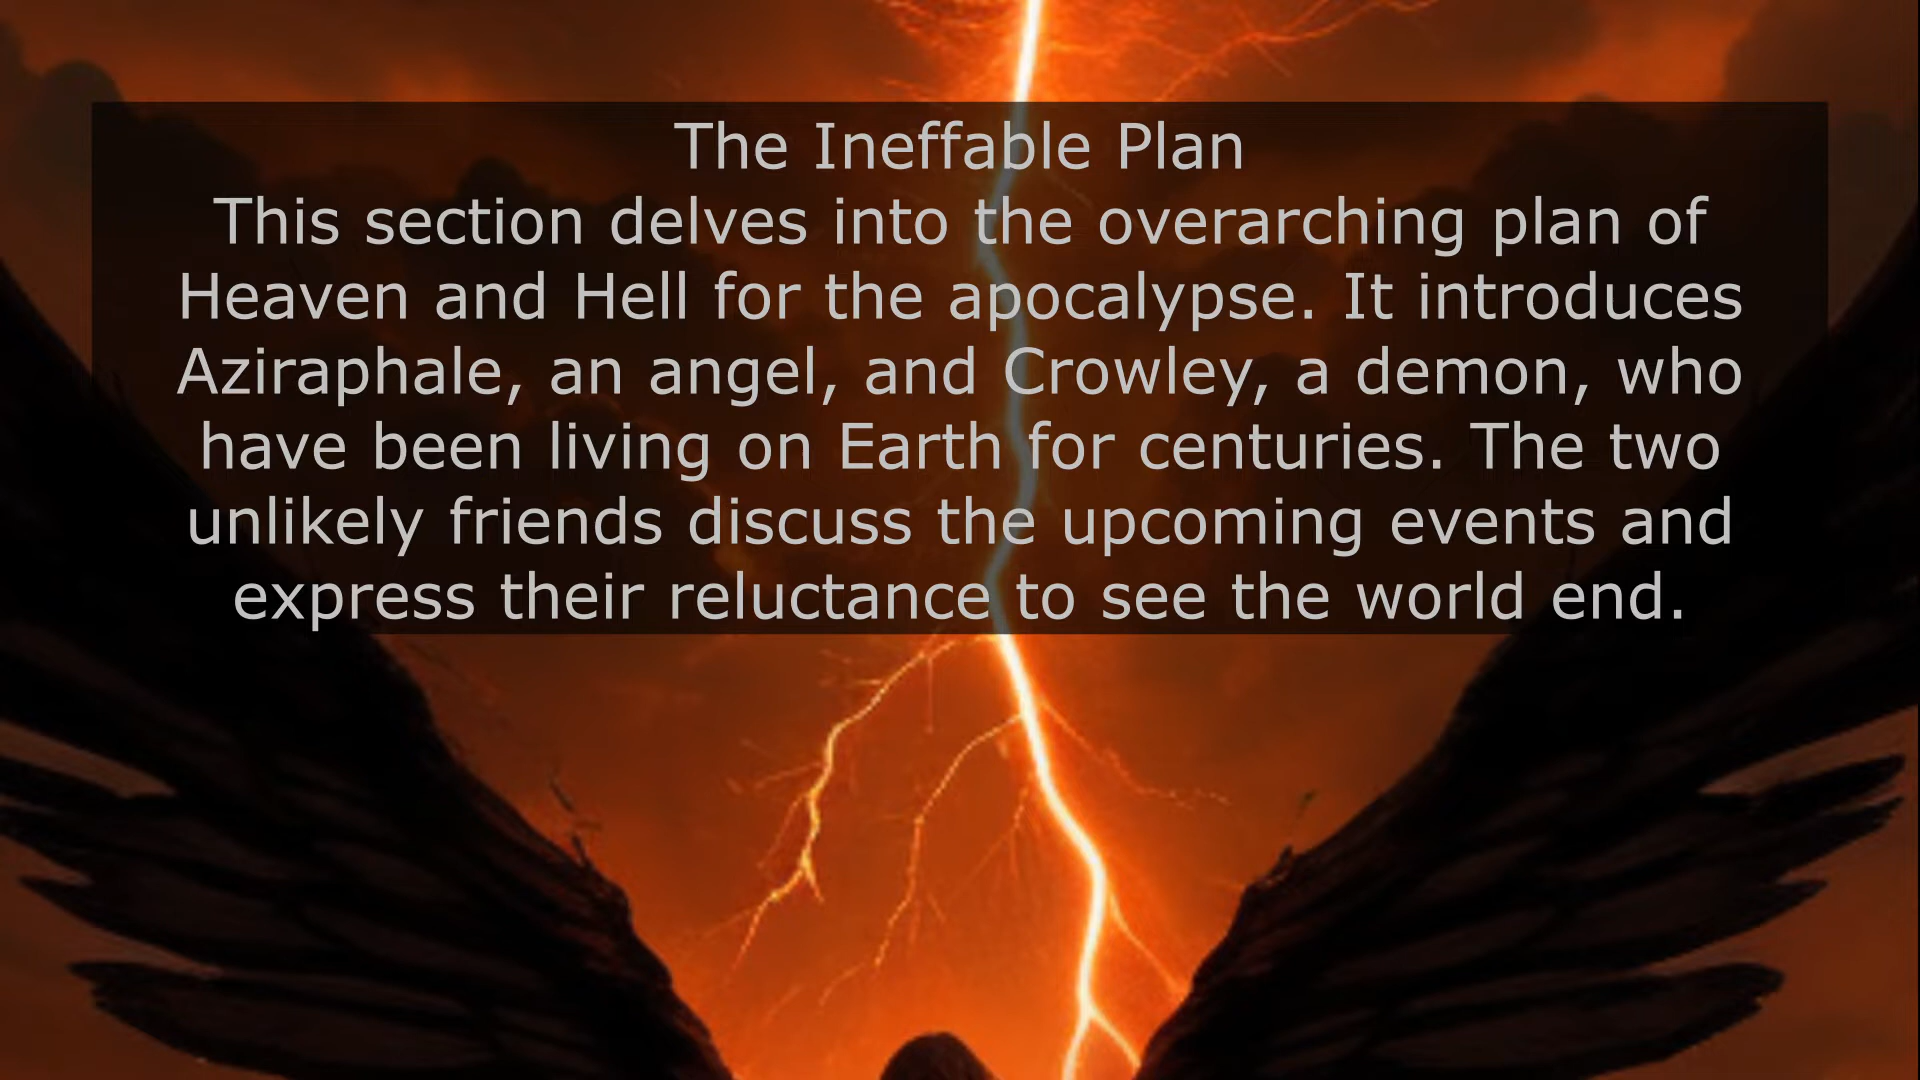 The Ineffable Plan
This section delves into the overarching plan of
Heaven and Hell for the apocalypse. It introduces
Aziraphale, an angel, and Crowley, a demon, who
have been living on Earth for centuries. The two
unlikely friends discuss the upcoming events and
express their reluctance to see the world end.